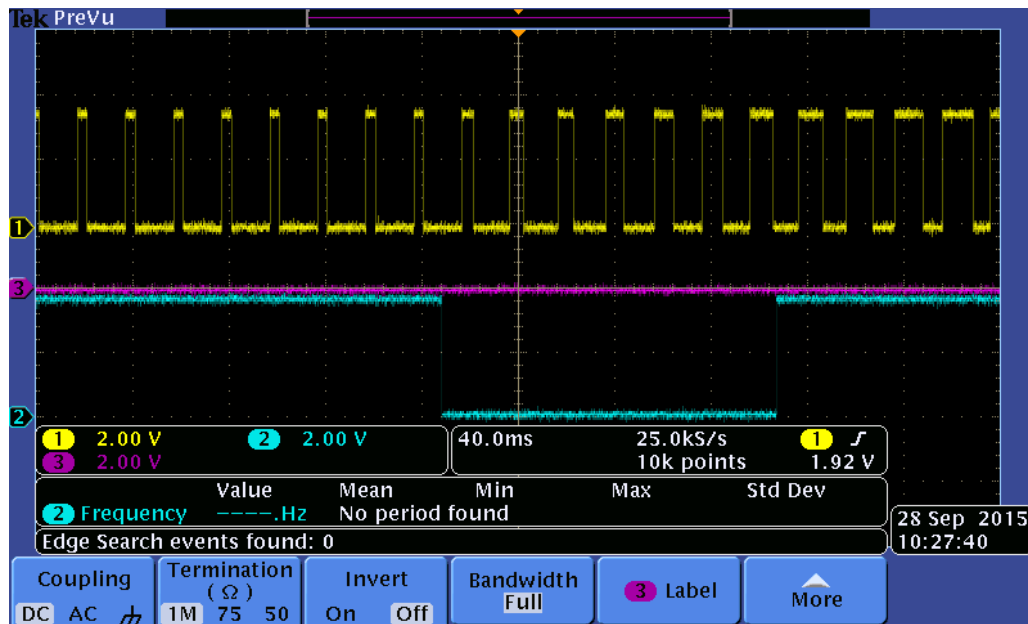 Tek PreVu
1
3
2
1 2.00 V 2 2.00 V 40.0ms 25.0kS/s 1 1.92 V
3 2.00 V 10k points
Value Mean Min Max Std Dev
2 Frequency ----.Hz No period found
Edge Search events found: 0
28 Sep 2015
10:27:40
Coupling
DC AC
Termination
(Ω)
1M 75 50
Invert
On Off
Bandwidth
Full
3 Label
More